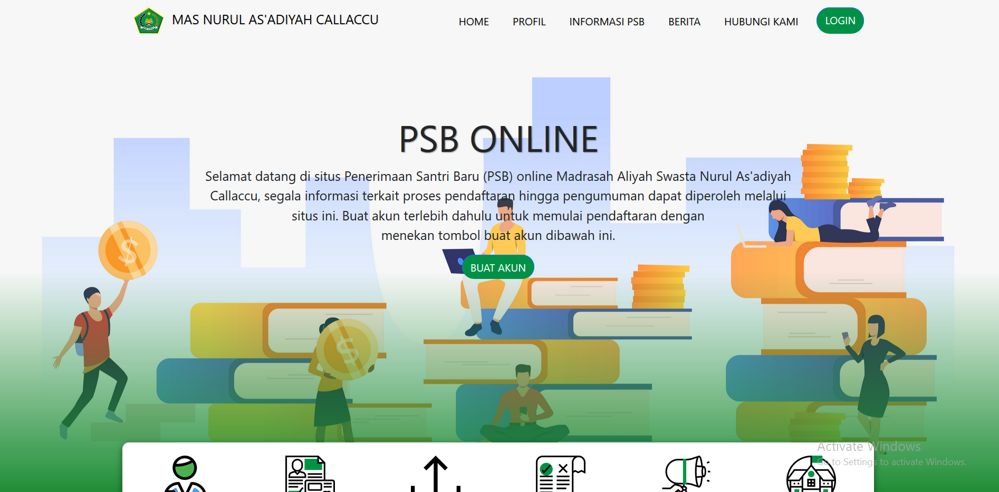 MAS NURUL AS'ADIYAH CALLACCU
HOME
PROFIL
INFORMASI PSB
BERITA
HUBUNGI KAMI
LOGIN
PSB ONLINE
Selamat datang di situs Penerimaan Santri Baru (PSB) online Madrasah Aliyah Swasta Nurul As'adiyah
Callaccu, segala informasi terkait proses pendaftaran hingga pengumuman dapat diperoleh melalui
situs ini. Buat akun terlebih dahulu untuk memulai pendaftaran dengan
menekan tombol buat akun dibawah ini.
BUAT AKUN
$
$
Activate Windows
Go to Settings to activate Windows.